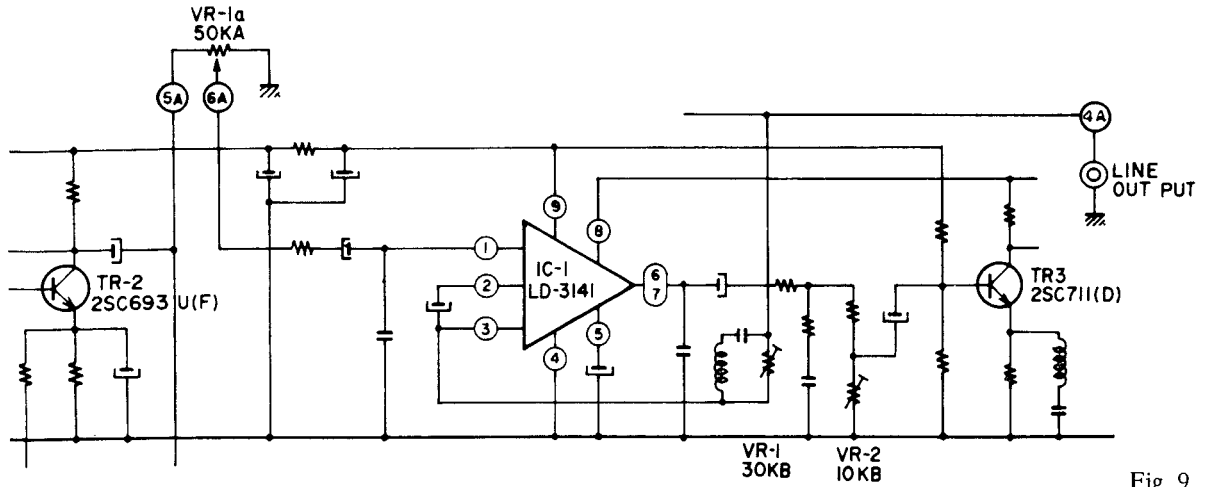 VR-1a
50KA
5A
6A
4A
LINE
OUT PUT
9
8
1
2
3
IC-1
LD-3141
6
7
5
4
TR-2
2SC693 U(F)
TR3
2SC711(D)
VR-1
30KB
VR-2
10KB
Fig. 9